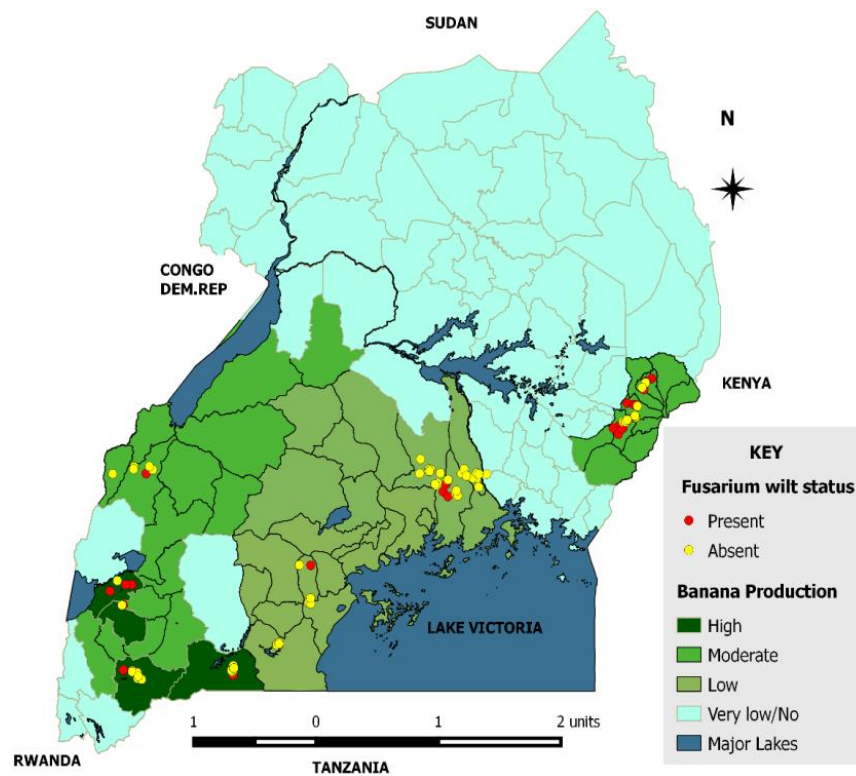 SUDAN
N
CONGO
DEM.REP
KENYA
KEY
Fusarium wilt status
Present
Absent
Banana Production
High
Moderate
Low
Very low/No
Major Lakes
LAKE VICTORIA
1 0 1 2 units
RWANDA
TANZANIA